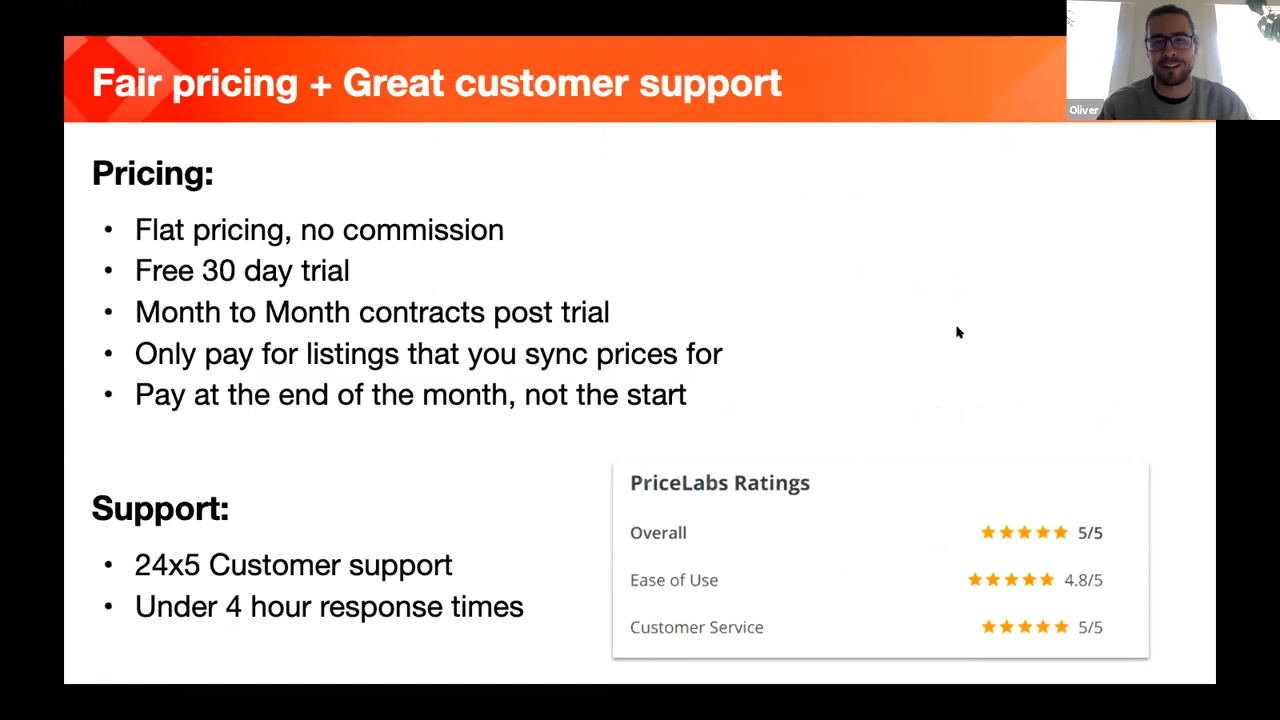 Fair pricing + Great customer support
Oliver
Pricing:
• Flat pricing, no commission
• Free 30 day trial
• Month to Month contracts post trial
• Only pay for listings that you sync prices for
• Pay at the end of the month, not the start
Support:
• 24x5 Customer support
• Under 4 hour response times
PriceLabs Ratings
Overall 5/5
Ease of Use 4.8/5
Customer Service 5/5